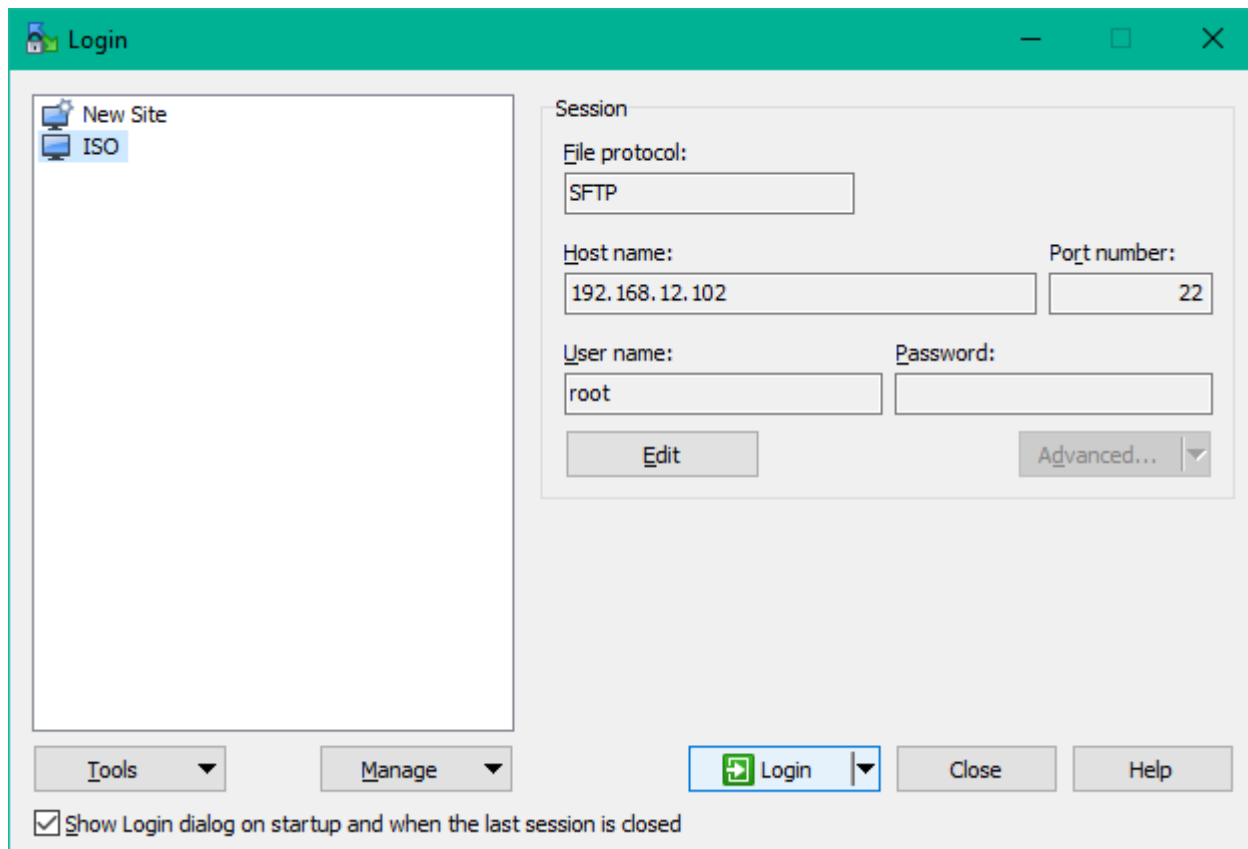 Login
New Site
ISO
Session
File protocol:
SFTP
Host name:
Port number:
192.168.12.102
22
User name:
Password:
root
Edit
Advanced...
Tools
Manage
Login
Close
Help
Show Login dialog on startup and when the last session is closed